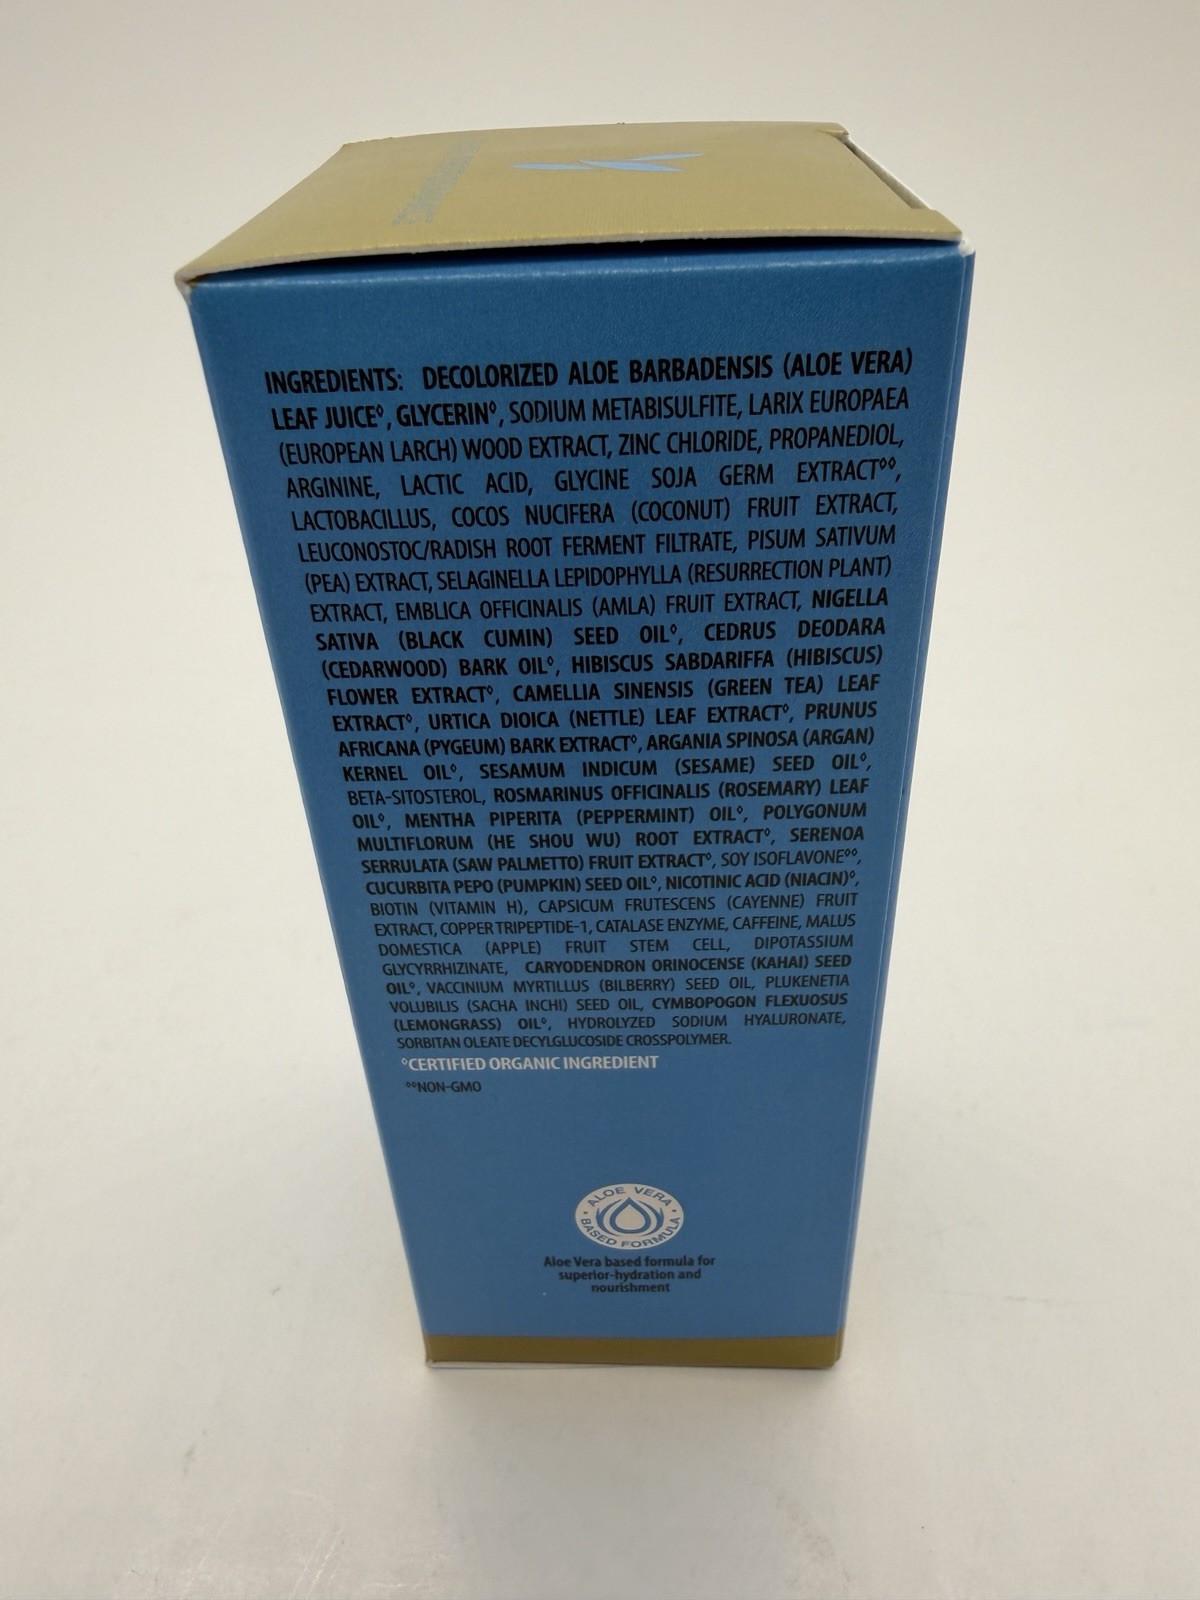 INGREDIENTS: DECOLORIZED ALOE BARBADENSIS (ALOE VERA)
LEAF JUICE◊, GLYCERIN◊, SODIUM METABISULFITE, LARIX EUROPAEA
(EUROPEAN LARCH) WOOD EXTRACT, ZINC CHLORIDE, PROPANEDIOL,
ARGININE, LACTIC ACID, GLYCINE SOJA GERM EXTRACT◊◊,
LACTOBACILLUS, COCOS NUCIFERA (COCONUT) FRUIT EXTRACT,
LEUCONOSTOC/RADISH ROOT FERMENT FILTRATE, PISUM SATIVUM
(PEA) EXTRACT, SELAGINELLA LEPIDOPHYLLA (RESURRECTION PLANT)
EXTRACT, EMBLICA OFFICINALIS (AMLA) FRUIT EXTRACT, NIGELLA
SATIVA (BLACK CUMIN) SEED OIL◊, CEDRUS DEODARA
(CEDARWOOD) BARK OIL◊, HIBISCUS SABDARIFFA (HIBISCUS)
FLOWER EXTRACT◊, CAMELLIA SINENSIS (GREEN TEA) LEAF
EXTRACT◊, URTICA DIOICA (NETTLE) LEAF EXTRACT◊, PRUNUS
AFRICANA (PYGEUM) BARK EXTRACT◊, ARGANIA SPINOSA (ARGAN)
KERNEL OIL◊, SESAMUM INDICUM (SESAME) SEED OIL◊,
BETA-SITOSTEROL, ROSMARINUS OFFICINALIS (ROSEMARY) LEAF
OIL◊, MENTHA PIPERITA (PEPPERMINT) OIL◊, POLYGONUM
MULTIFLORUM (HE SHOU WU) ROOT EXTRACT◊, SERENOA
SERRULATA (SAW PALMETTO) FRUIT EXTRACT◊, SOY ISOFLAVONE◊◊,
CUCURBITA PEPO (PUMPKIN) SEED OIL◊, NICOTINIC ACID (NIACIN)◊,
BIOTIN (VITAMIN H), CAPSICUM FRUTESCENS (CAYENNE) FRUIT
EXTRACT, COPPER TRIPEPTIDE-1, CATALASE ENZYME, CAFFEINE, MALUS
DOMESTICA (APPLE) FRUIT STEM CELL, DIPOTASSIUM
GLYCYRRHIZINATE, CARYODENDRON ORINOCENSE (KAHAI) SEED
OIL◊, VACCINIUM MYRTILLUS (BILBERRY) SEED OIL, PLUKENETIA
VOLUBILIS (SACHA INCHI) SEED OIL, CYMBOPOGON FLEXUOSUS
(LEMONGRASS) OIL◊, HYDROLYZED SODIUM HYALURONATE,
SORBITAN OLEATE DECYLGLUCOSIDE CROSSPOLYMER.
◊CERTIFIED ORGANIC INGREDIENT
◊◊NON-GMO
ALOE VERA
BASED FORMULA
Aloe Vera based formula for
superior-hydration and
nourishment